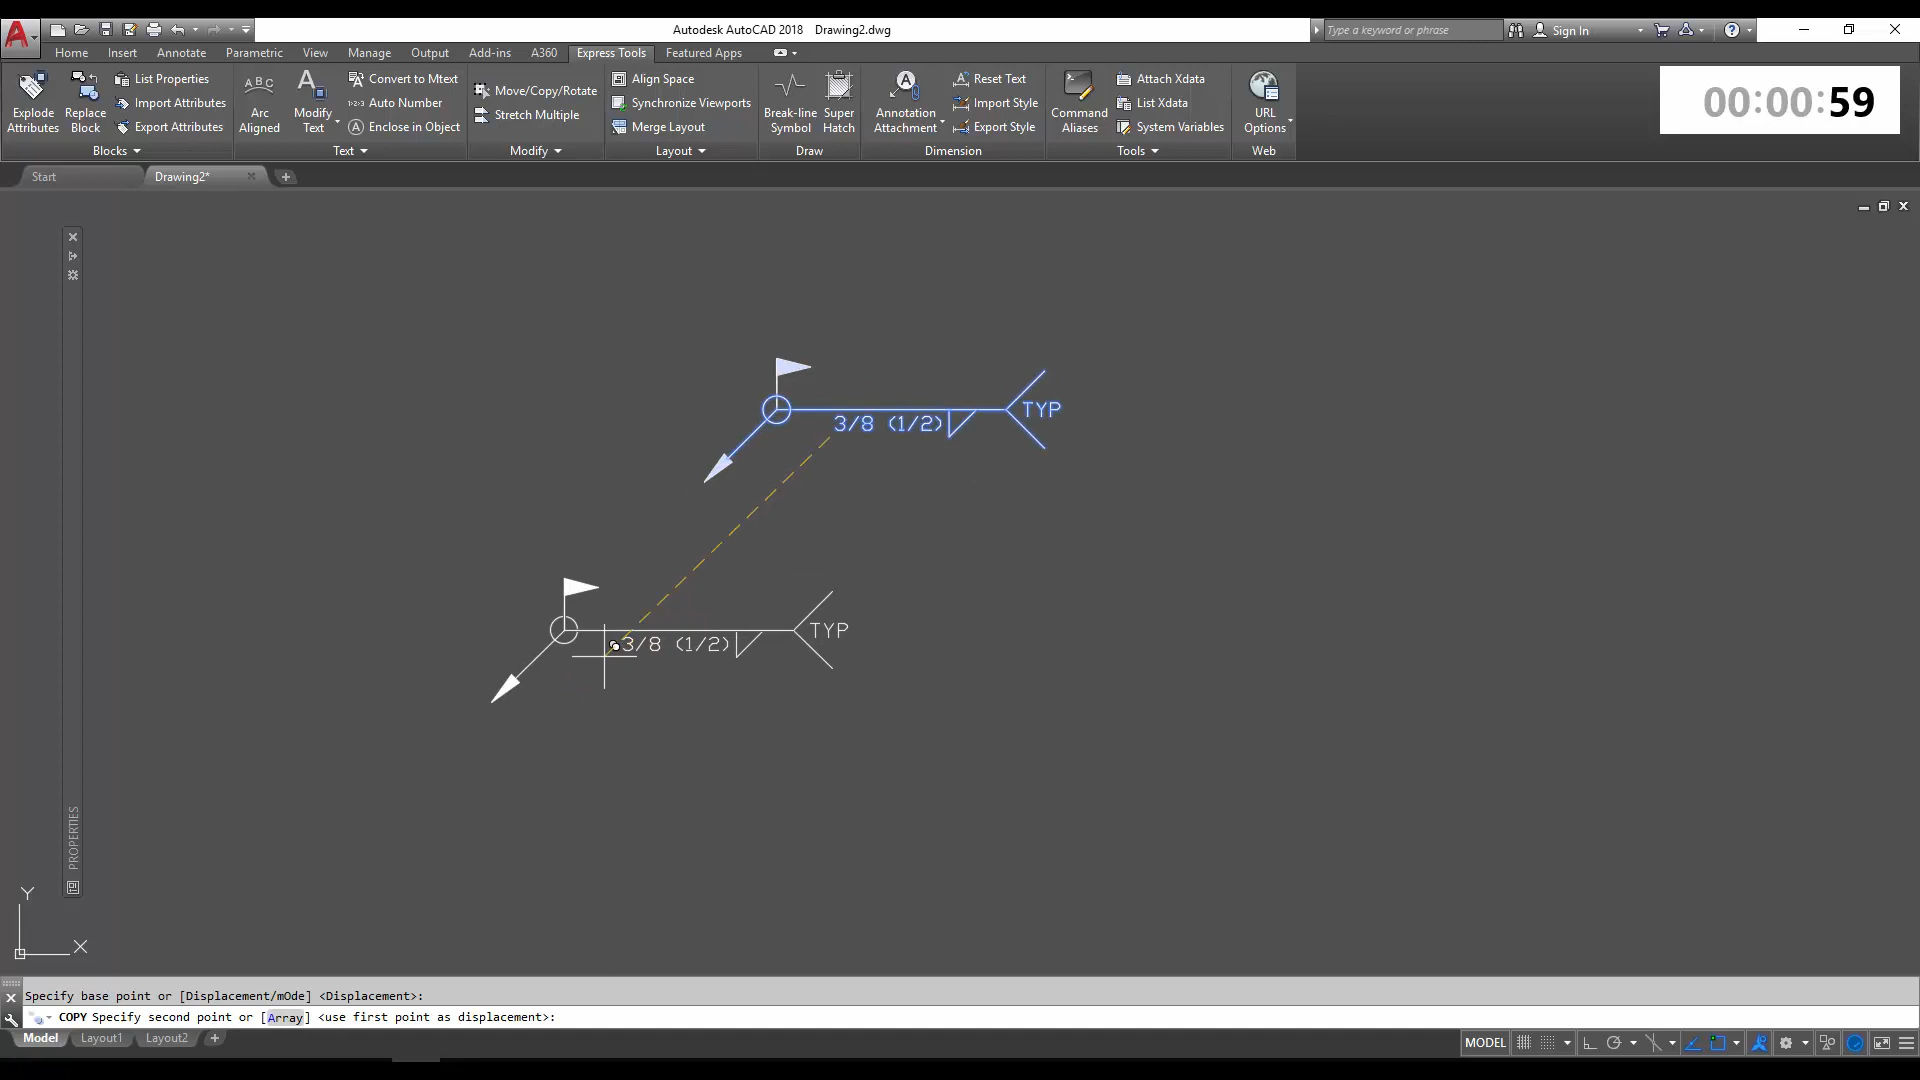 Autodesk AutoCAD 2018 Drawing2.dwg
Type a keyword or phrase
Sign In
Home Insert Annotate Parametric View Manage Output Add-ins A360 Express Tools Featured Apps
Explode Attributes
Replace Block
List Properties
Import Attributes
Export Attributes
Blocks
ABC
Arc Aligned
Modify Text
Convert to Mtext
Auto Number
Enclose in Object
Text
Move/Copy/Rotate
Stretch Multiple
Modify
Align Space
Synchronize Viewports
Merge Layout
Layout
Break-line Symbol
Super Hatch
Draw
Annotation Attachment
Reset Text
Import Style
Export Style
Dimension
Command Aliases
Attach Xdata
List Xdata
System Variables
Tools
URL Options
Web
00:00:59
Start
Drawing2*
3/8 (1/2)
TYP
3/8 (1/2)
TYP
PROPERTIES
Y
X
Specify base point or [Displacement/mOde] <Displacement>:
COPY Specify second point or [Array] <use first point as displacement>:
Model Layout1 Layout2 +
MODEL